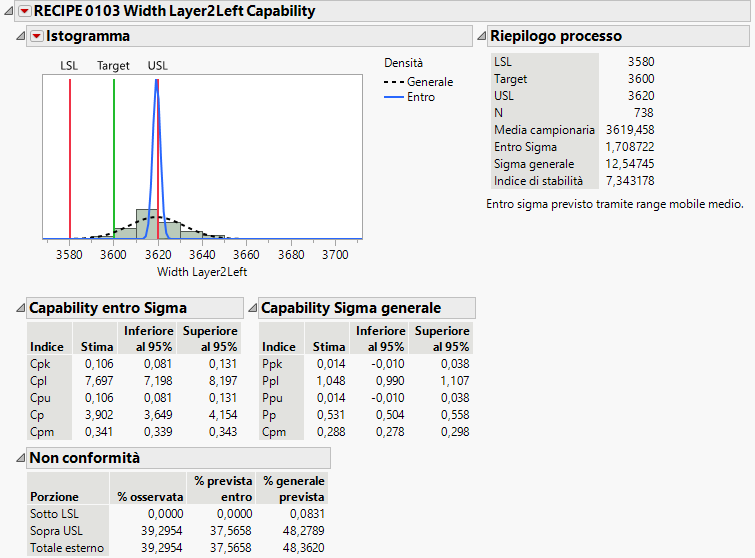 RECIPE 0103 Width Layer2Left Capability
Istogramma
LSL Target USL
3580 3600 3620 3640 3660 3680 3700
Width Layer2Left
Densità
Generale
Entro
Riepilogo processo
LSL 3580
Target 3600
USL 3620
N 738
Media campionaria 3619,458
Entro Sigma 1,708722
Sigma generale 12,54745
Indice di stabilità 7,343178
Entro sigma previsto tramite range mobile medio.
Capability entro Sigma
Inferiore Superiore
Indice Stima al 95% al 95%
Cpk 0,106 0,081 0,131
Cpl 7,697 7,198 8,197
Cpu 0,106 0,081 0,131
Cp 3,902 3,649 4,154
Cpm 0,341 0,339 0,343
Capability Sigma generale
Inferiore Superiore
Indice Stima al 95% al 95%
Ppk 0,014 -0,010 0,038
Ppl 1,048 0,990 1,107
Ppu 0,014 -0,010 0,038
Pp 0,531 0,504 0,558
Cpm 0,288 0,278 0,298
Non conformità
% prevista % generale
Porzione % osservata entro prevista
Sotto LSL 0,0000 0,0000 0,0831
Sopra USL 39,2954 37,5658 48,2789
Totale esterno 39,2954 37,5658 48,3620